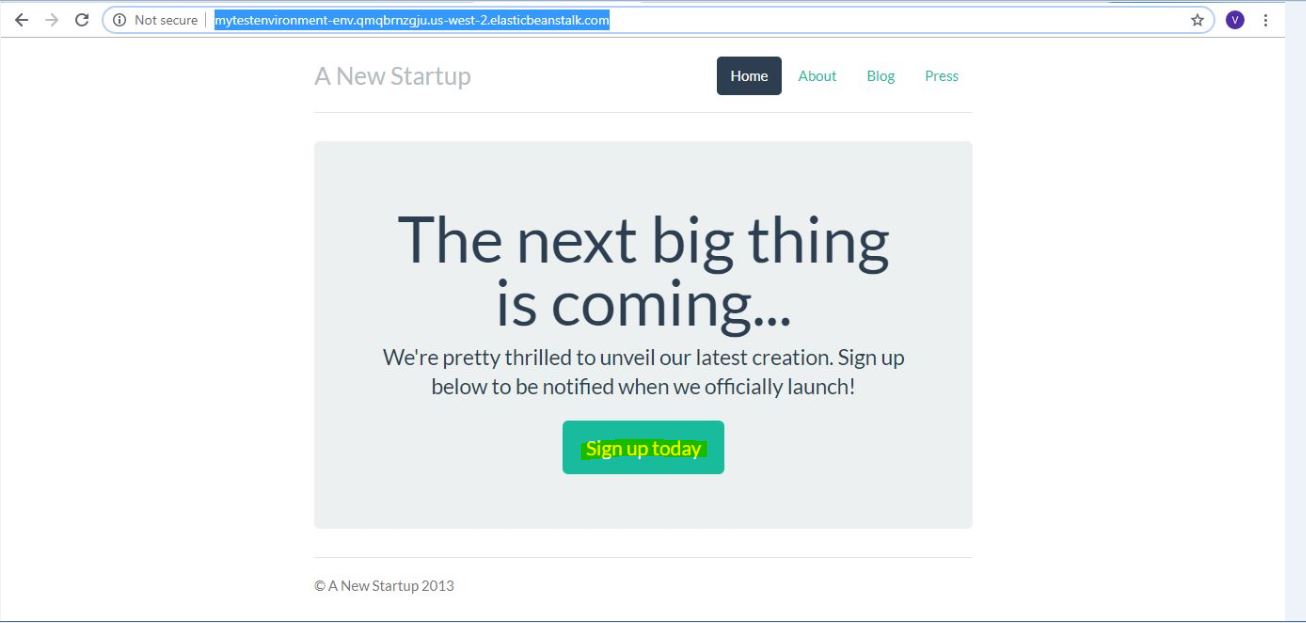 Not secure mytestenvironment-env.qmqbrnzgju.us-west-2.elasticbeanstalk.com V
A New Startup Home About Blog Press
The next big thing
is coming...
We're pretty thrilled to unveil our latest creation. Sign up
below to be notified when we officially launch!
Sign up today
© A New Startup 2013